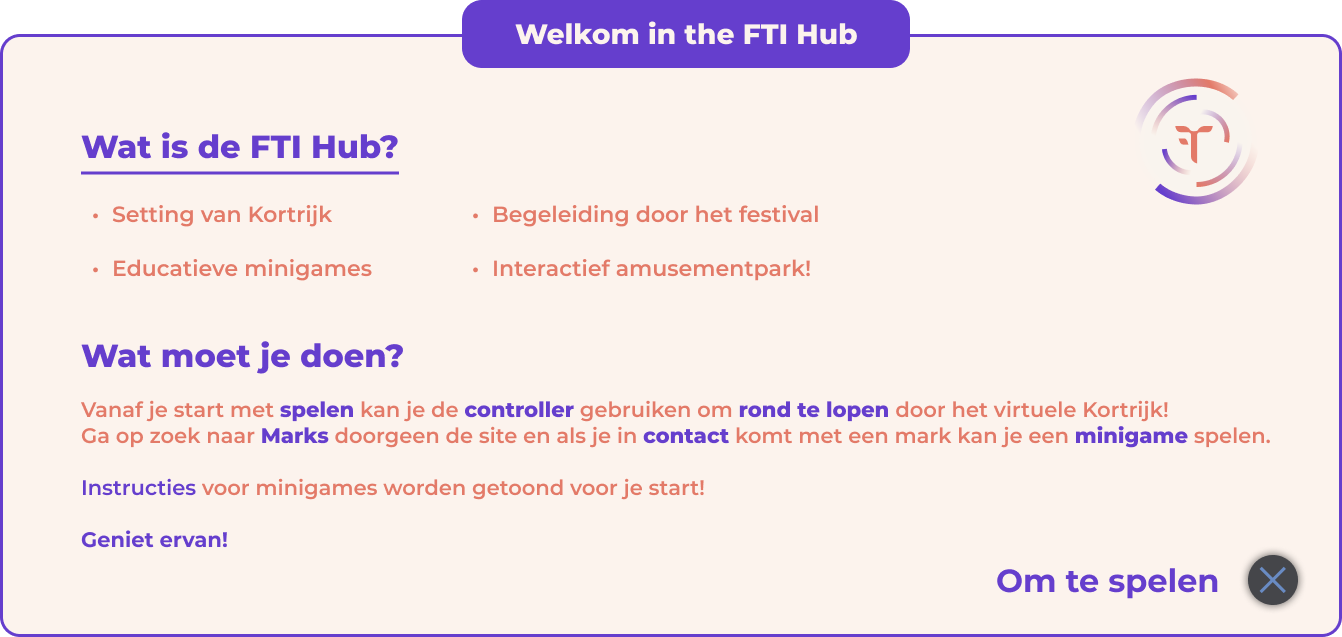 Welkom in the FTI Hub
Wat is de FTI Hub?
• Setting van Kortrijk
• Begeleiding door het festival
• Educatieve minigames
• Interactief amusementpark!
Wat moet je doen?
Vanaf je start met spelen kan je de controller gebruiken om rond te lopen door het virtuele Kortrijk!
Ga op zoek naar Marks doorgeen de site en als je in contact komt met een mark kan je een minigame spelen.
Instructies voor minigames worden getoond voor je start!
Geniet ervan!
Om te spelen